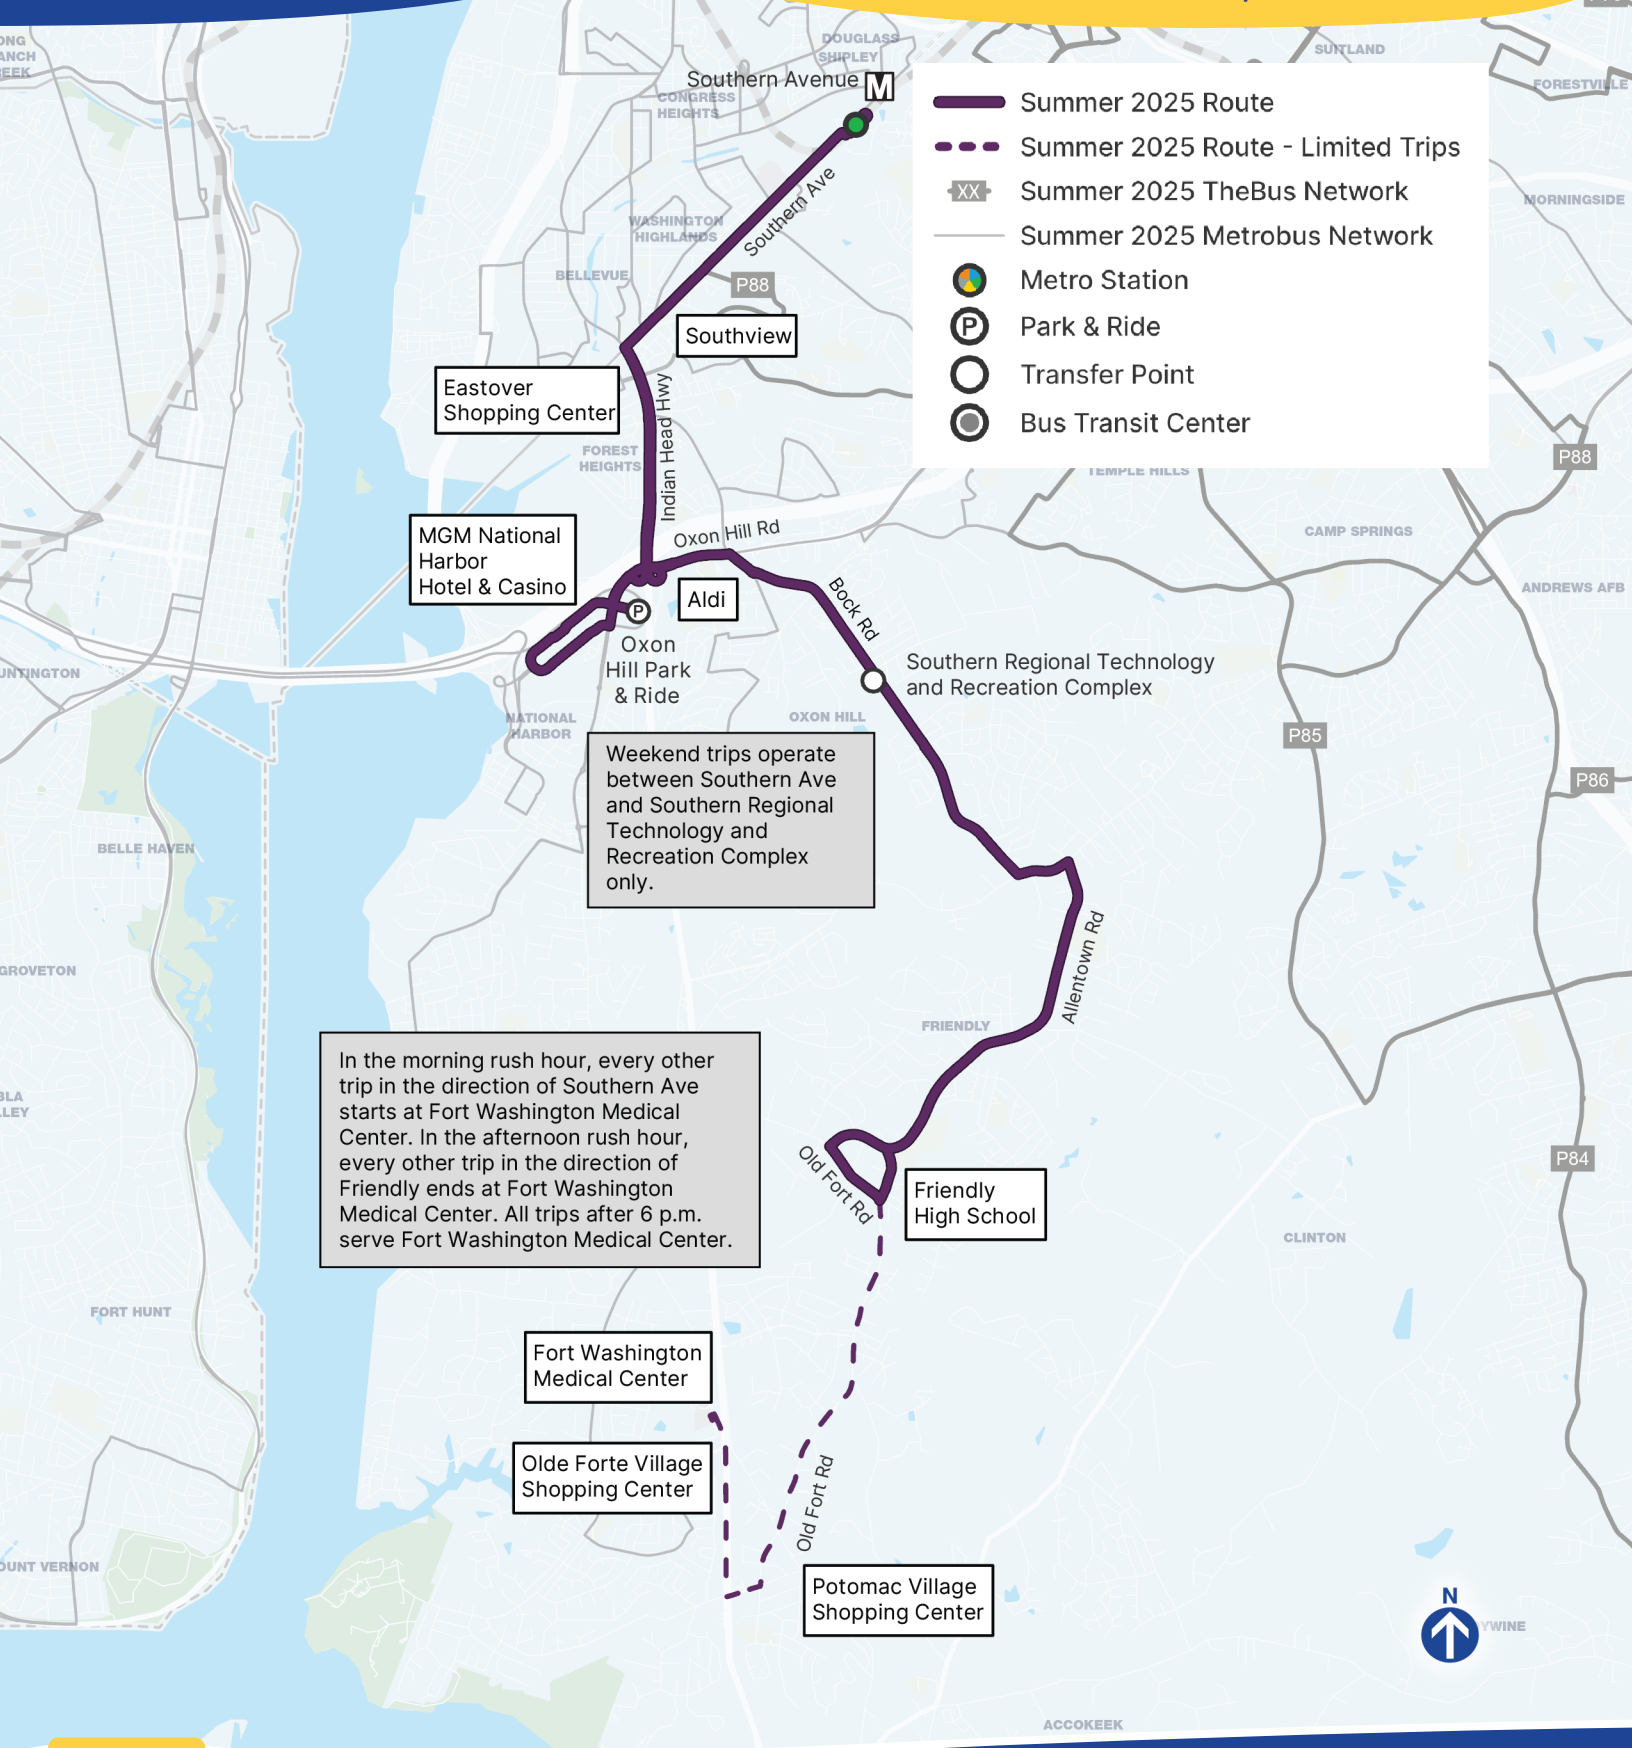 DOUGLASS
SHIPLEY
SUITLAND
Southern Avenue M
CONGRESS
HEIGHTS
FORESTVILLE
Summer 2025 Route
Summer 2025 Route - Limited Trips
XX Summer 2025 TheBus Network
Summer 2025 Metrobus Network
Metro Station
P Park & Ride
Transfer Point
Bus Transit Center
MORNINGSIDE
Southern Ave
WASHINGTON
HIGHLANDS
BELLEVUE
P88
Southview
Eastover
Shopping Center
Indian Head Hwy
FOREST
HEIGHTS
TEMPLE HILLS
P88
MGM National
Harbor
Hotel & Casino
Oxon Hill Rd
CAMP SPRINGS
ANDREWS AFB
Aldi
P
Bock Rd
Oxon
Hill Park
& Ride
Southern Regional Technology
and Recreation Complex
UNTINGTON
NATIONAL
HARBOR
OXON HILL
P85
P86
Weekend trips operate
between Southern Ave
and Southern Regional
Technology and
Recreation Complex
only.
BELLE HAVEN
GROVETON
Allentown Rd
FRIENDLY
In the morning rush hour, every other
trip in the direction of Southern Ave
starts at Fort Washington Medical
Center. In the afternoon rush hour,
every other trip in the direction of
Friendly ends at Fort Washington
Medical Center. All trips after 6 p.m.
serve Fort Washington Medical Center.
Old Fort Rd
Friendly
High School
P84
CLINTON
FORT HUNT
Fort Washington
Medical Center
Olde Forte Village
Shopping Center
Old Fort Rd
OUNT VERNON
Potomac Village
Shopping Center
N
YWINE
ACCOKEEK